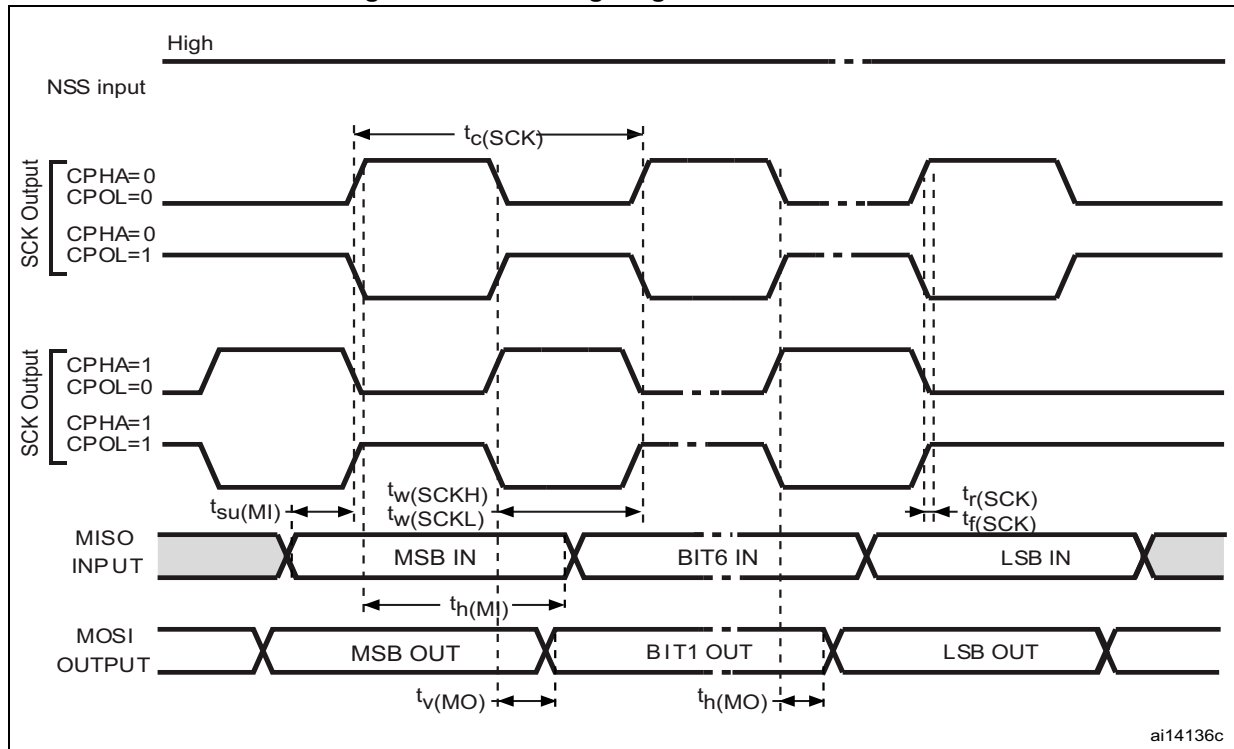 High
NSS input
tc(SCK)
SCK Output
CPHA=0
CPOL=0
CPHA=0
CPOL=1
SCK Output
CPHA=1
CPOL=0
CPHA=1
CPOL=1
tsu(MI)
tw(SCKH)
tw(SCKL)
tr(SCK)
tf(SCK)
MISO
INPUT
MSB IN
BIT6 IN
LSB IN
th(MI)
MOSI
OUTPUT
MSB OUT
BIT1 OUT
LSB OUT
tv(MO)
th(MO)
ai14136c